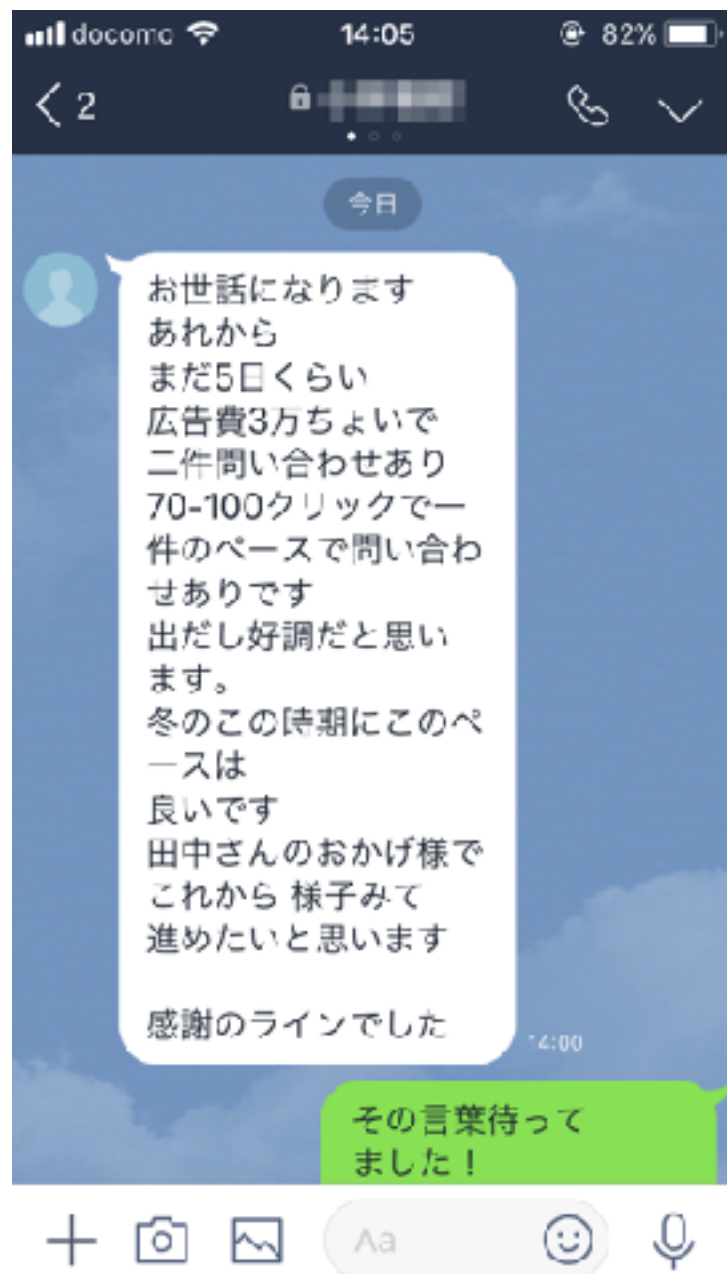 docomo
14:05
82%
2
今日
お世話になります
あれから
まだ5日くらい
広告費3万ちょいで
二件問い合わせあり
70-100クリックで一
件のペースで問い合わ
せありです
出だし好調だと思い
ます。
冬のこの時期にこのペ
ースは
良いです
田中さんのおかげ様で
これから 様子みて
進めたいと思います
感謝のラインでした
14:00
その言葉待って
ました！
Aa